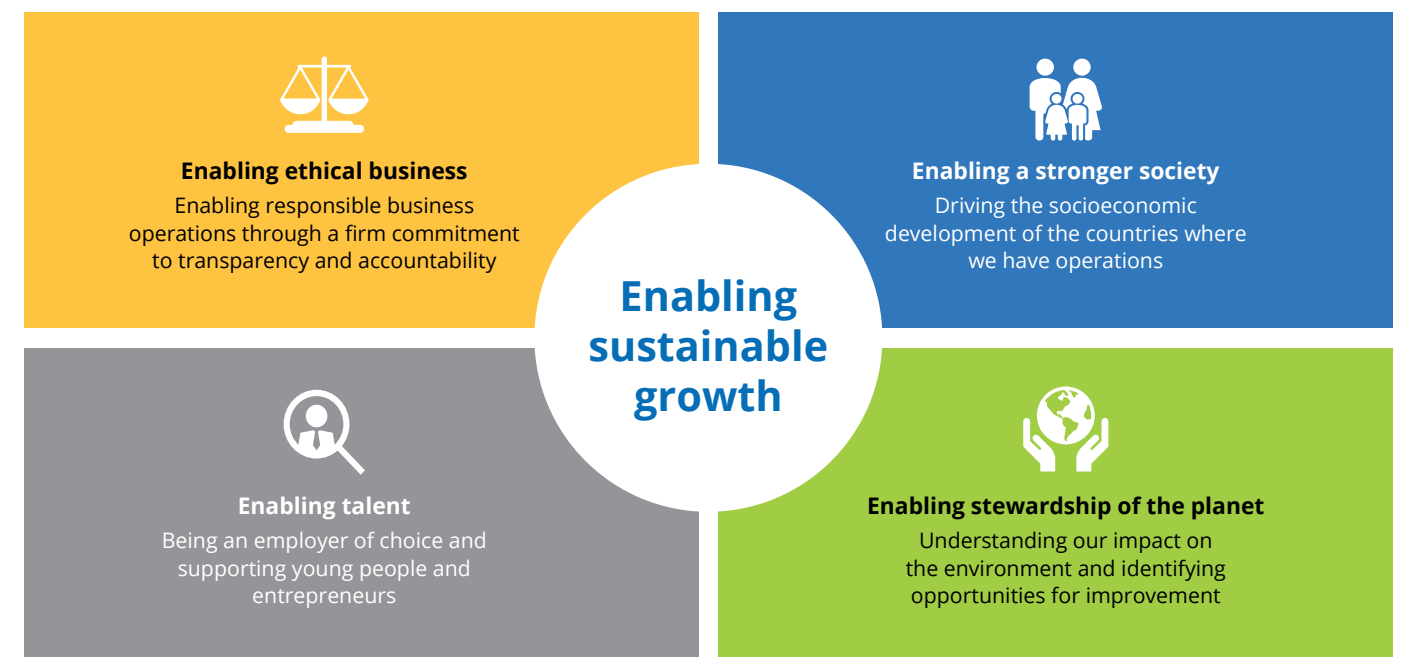 Enabling ethical business
Enabling responsible business
operations through a firm commitment
to transparency and accountability
Enabling a stronger society
Driving the socioeconomic
development of the countries where
we have operations
Enabling
sustainable
growth
Enabling talent
Being an employer of choice and
supporting young people and
entrepreneurs
Enabling stewardship of the planet
Understanding our impact on
the environment and identifying
opportunities for improvement